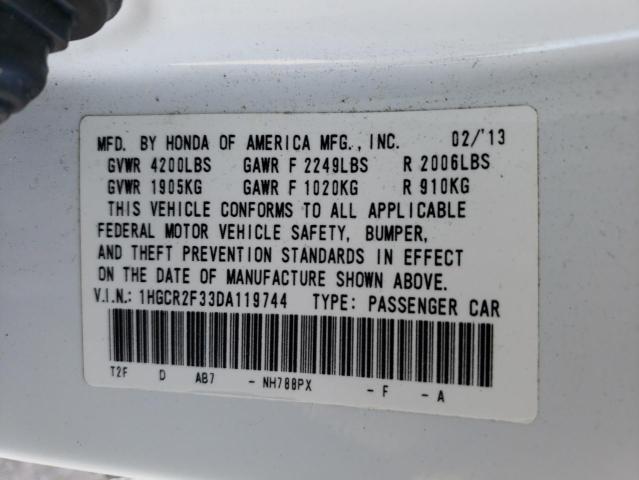 MFD. BY HONDA OF AMERICA MFG., INC. 02/'13
GVWR 4200LBS GAWR F 2249LBS R 2006LBS
GVWR 1905KG GAWR F 1020KG R 910KG
THIS VEHICLE CONFORMS TO ALL APPLICABLE
FEDERAL MOTOR VEHICLE SAFETY, BUMPER,
AND THEFT PREVENTION STANDARDS IN EFFECT
ON THE DATE OF MANUFACTURE SHOWN ABOVE.
V.I.N.: 1HGCR2F33DA119744 TYPE: PASSENGER CAR
T2F D AB7 - NH788PX - F - A